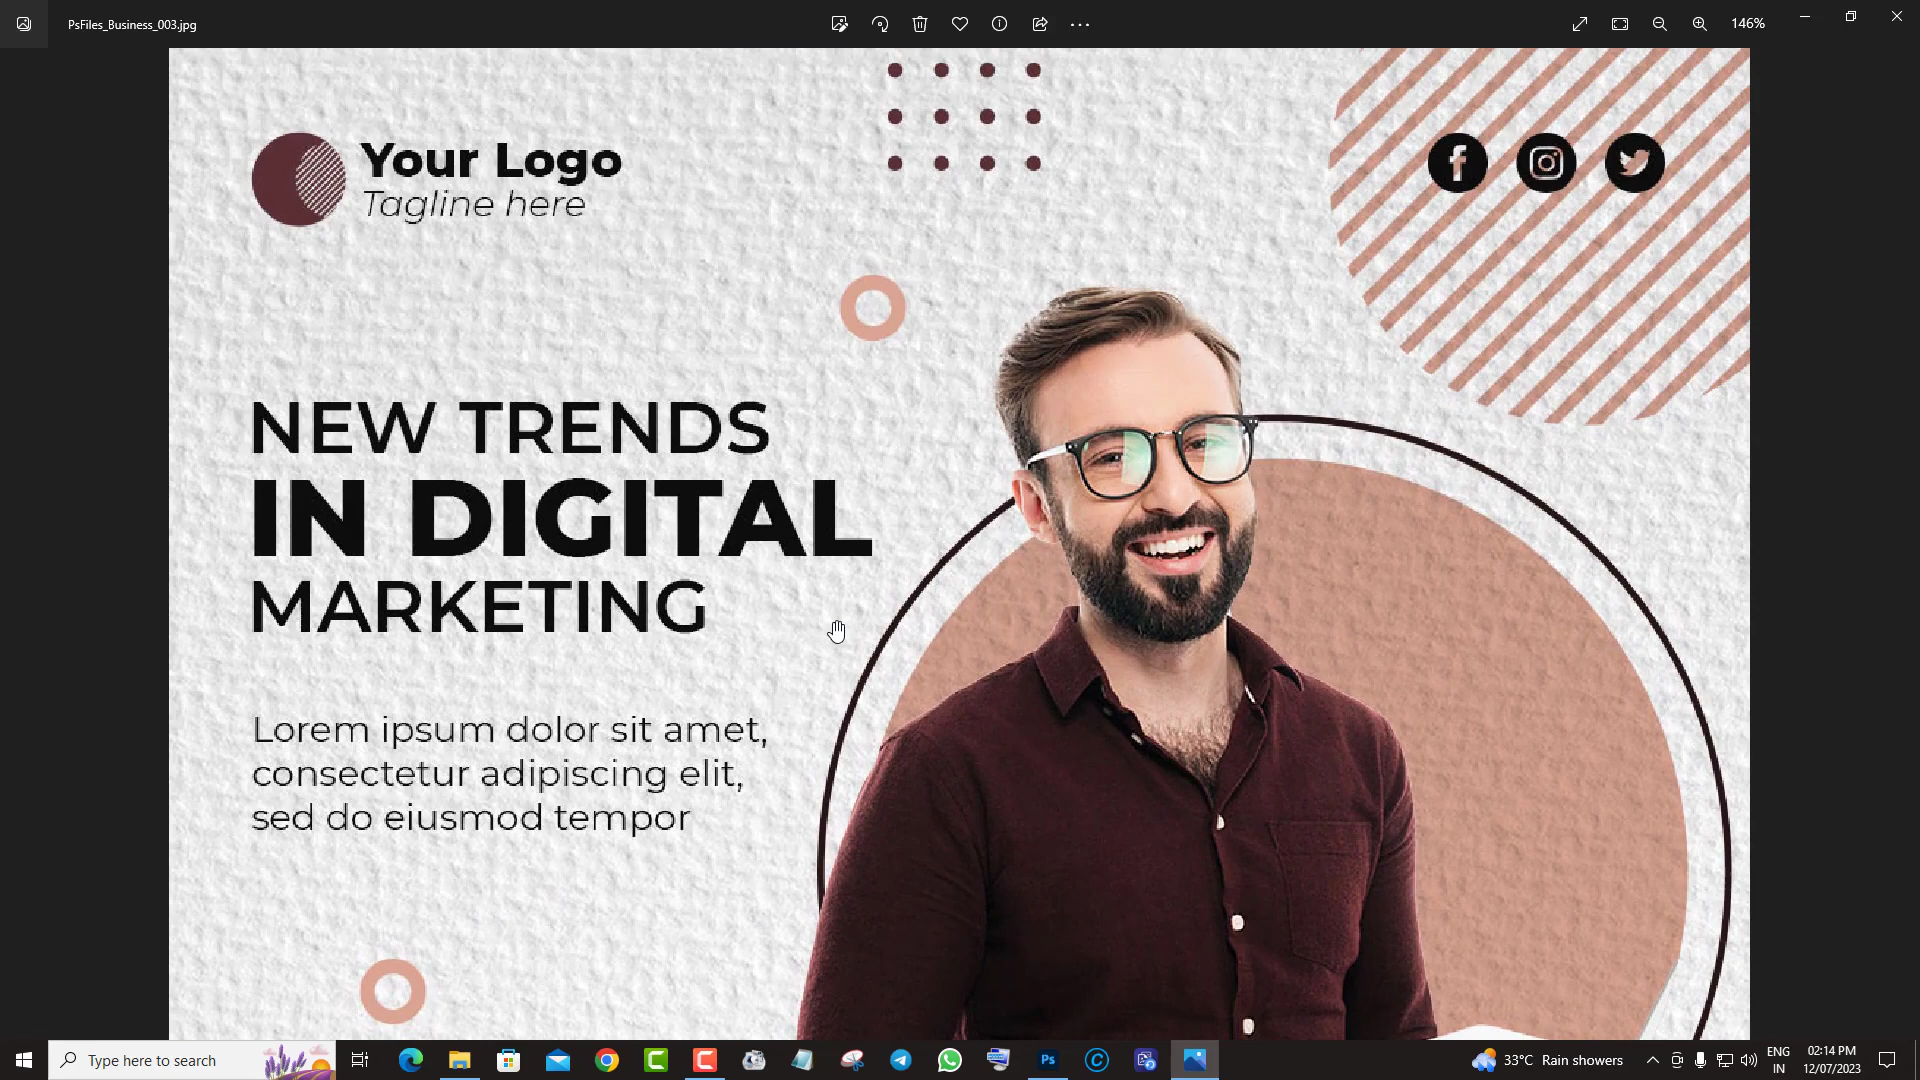 PsFiles_Business_003.jpg
146%
Your Logo
Tagline here
NEW TRENDS
IN DIGITAL
MARKETING
Lorem ipsum dolor sit amet,
consectetur adipiscing elit,
sed do eiusmod tempor
Type here to search
Ps
33°C Rain showers
ENG
IN
02:14 PM
12/07/2023